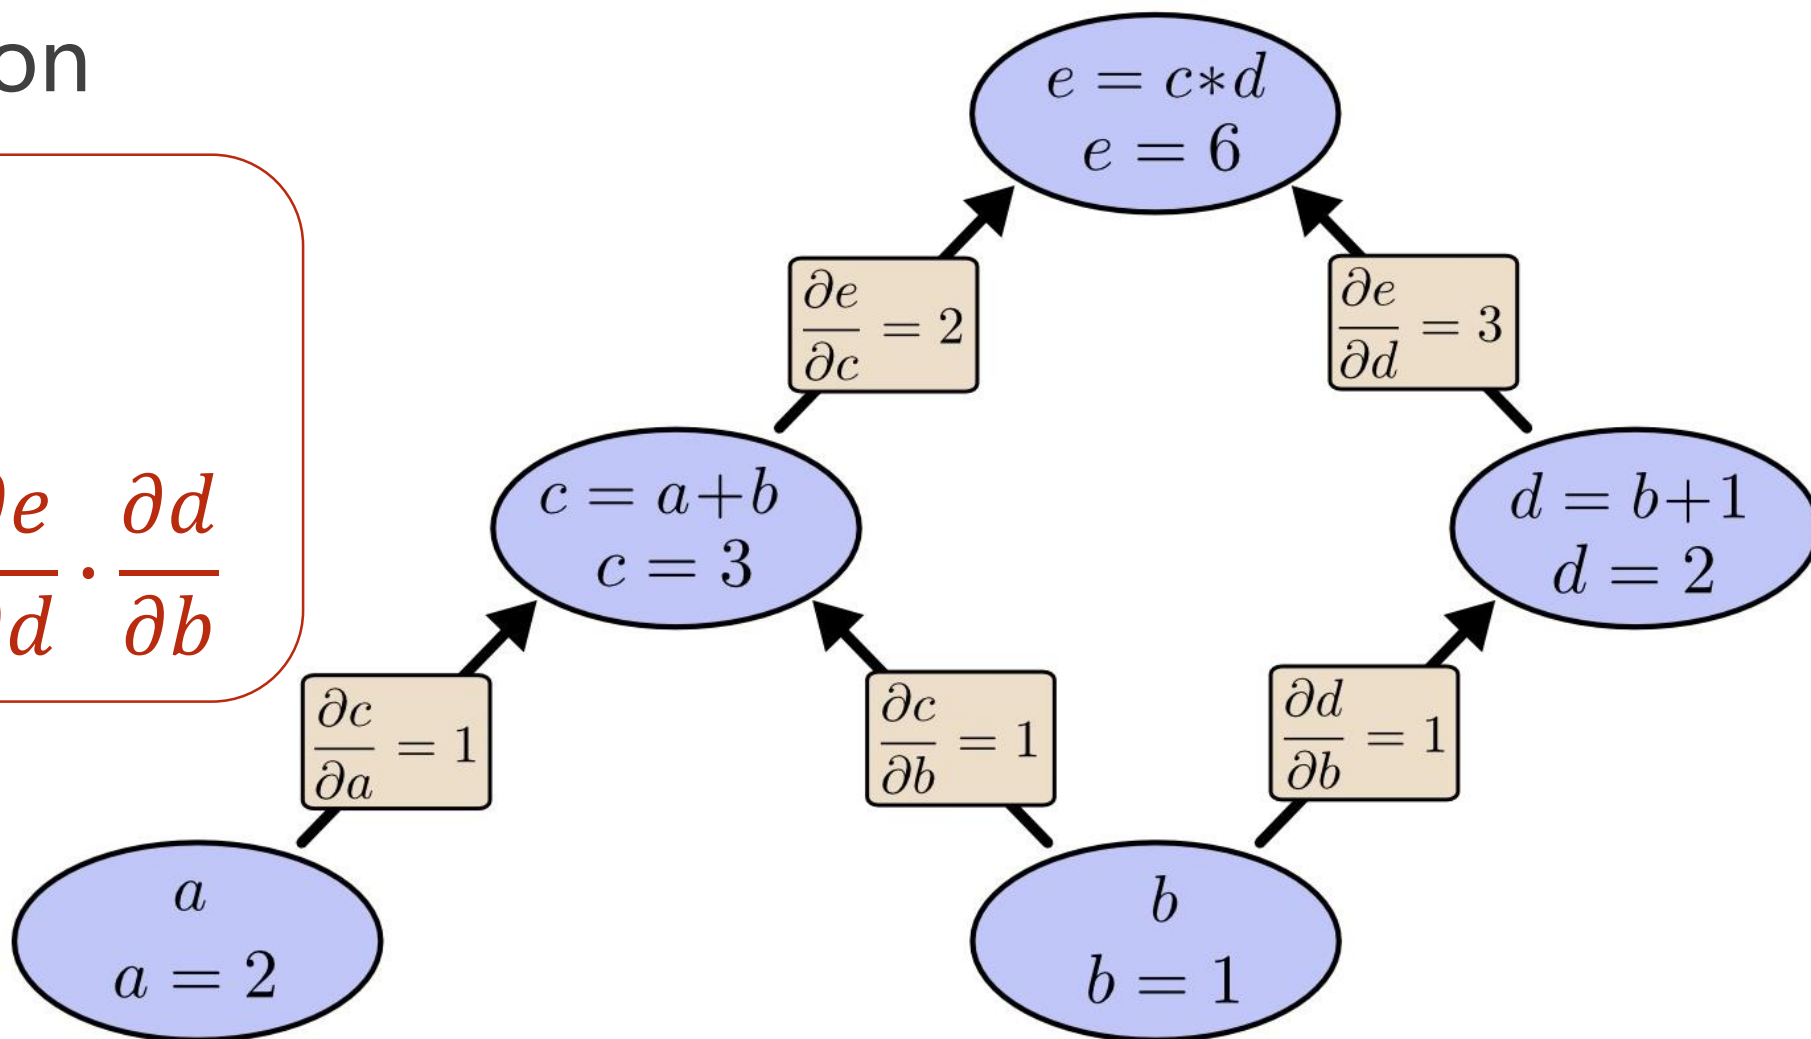 on
e = c*d
e = 6
∂e/∂c = 2
∂e/∂d = 3
c = a+b
c = 3
d = b+1
d = 2
∂e/∂d · ∂d/∂b
∂c/∂a = 1
∂c/∂b = 1
∂d/∂b = 1
a
a = 2
b
b = 1